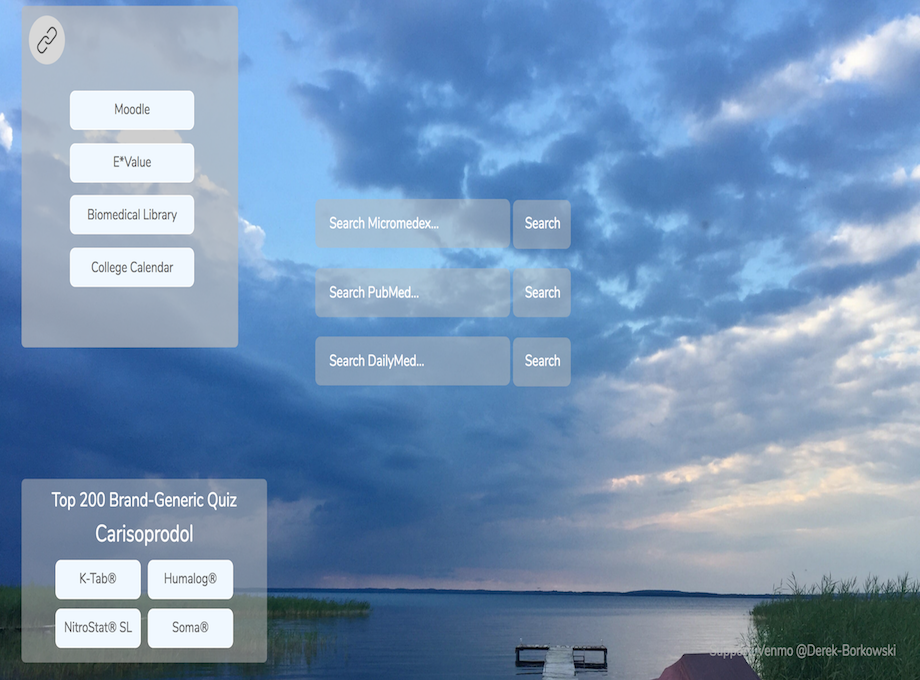 Moodle
E*Value
Biomedical Library
College Calendar
Search Micromedex... Search
Search PubMed... Search
Search DailyMed... Search
Top 200 Brand-Generic Quiz
Carisoprodol
K-Tab® Humalog®
NitroStat® SL Soma®
venmo @Derek-Borkowski